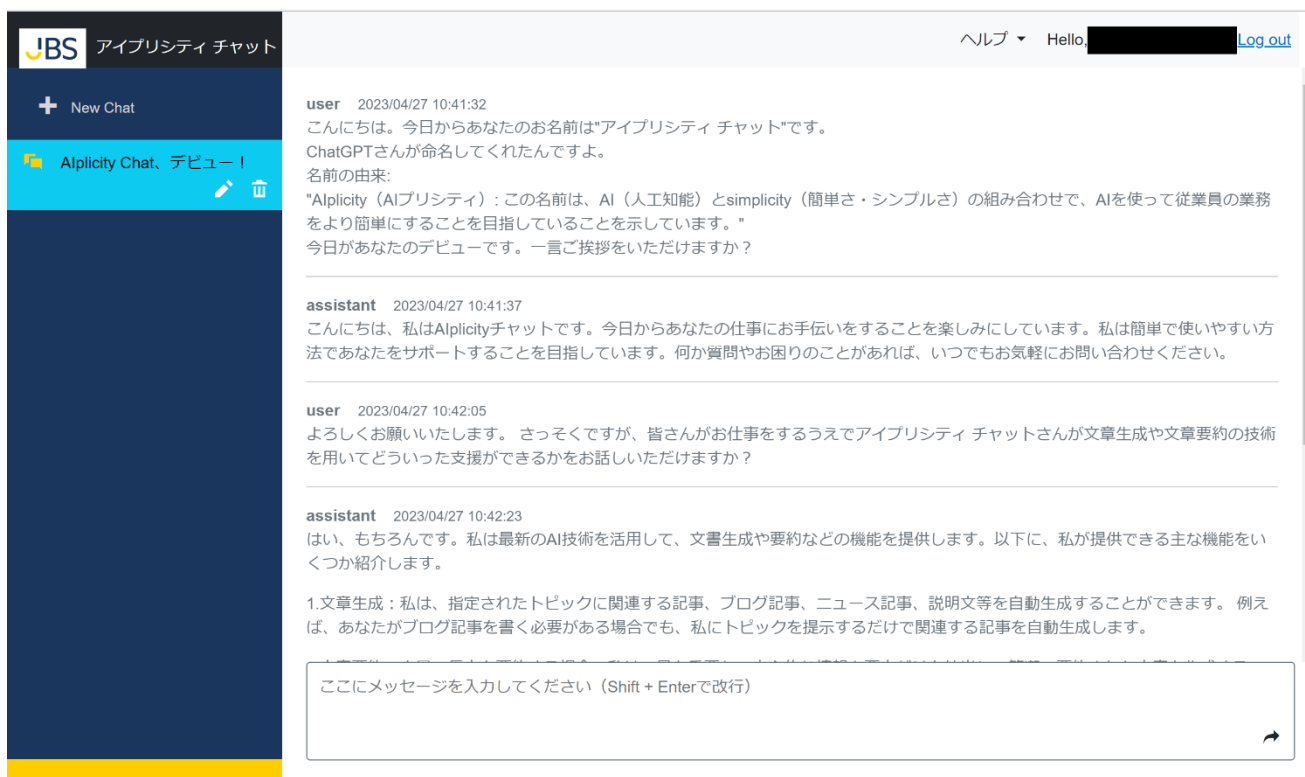 JBS アイプリシティ チャット
ヘルプ Hello, Log out
New Chat
AIplicity Chat、デビュー！
user 2023/04/27 10:41:32
こんにちは。今日からあなたのお名前は"アイプリシティ チャット"です。
ChatGPTさんが命名してくれたんですよ。
名前の由来:
"AIplicity（AIプリシティ）: この名前は、AI（人工知能）とsimplicity（簡単さ・シンプルさ）の組み合わせで、AIを使って従業員の業務
をより簡単にすることを目指していることを示しています。"
今日があなたのデビューです。一言ご挨拶をいただけますか？
assistant 2023/04/27 10:41:37
こんにちは、私はAIplicityチャットです。今日からあなたの仕事にお手伝いをすることを楽しみにしています。私は簡単で使いやすい方
法であなたをサポートすることを目指しています。何か質問やお困りのことがあれば、いつでもお気軽にお問い合わせください。
user 2023/04/27 10:42:05
よろしくお願いいたします。 さっそくですが、皆さんがお仕事をするうえでアイプリシティ チャットさんが文章生成や文章要約の技術
を用いてどういった支援ができるかをお話しいただけますか？
assistant 2023/04/27 10:42:23
はい、もちろんです。私は最新のAI技術を活用して、文書生成や要約などの機能を提供します。以下に、私が提供できる主な機能をい
くつか紹介します。
1.文章生成：私は、指定されたトピックに関連する記事、ブログ記事、ニュース記事、説明文等を自動生成することができます。 例え
ば、あなたがブログ記事を書く必要がある場合でも、私にトピックを提示するだけで関連する記事を自動生成します。
ここにメッセージを入力してください（Shift + Enterで改行）